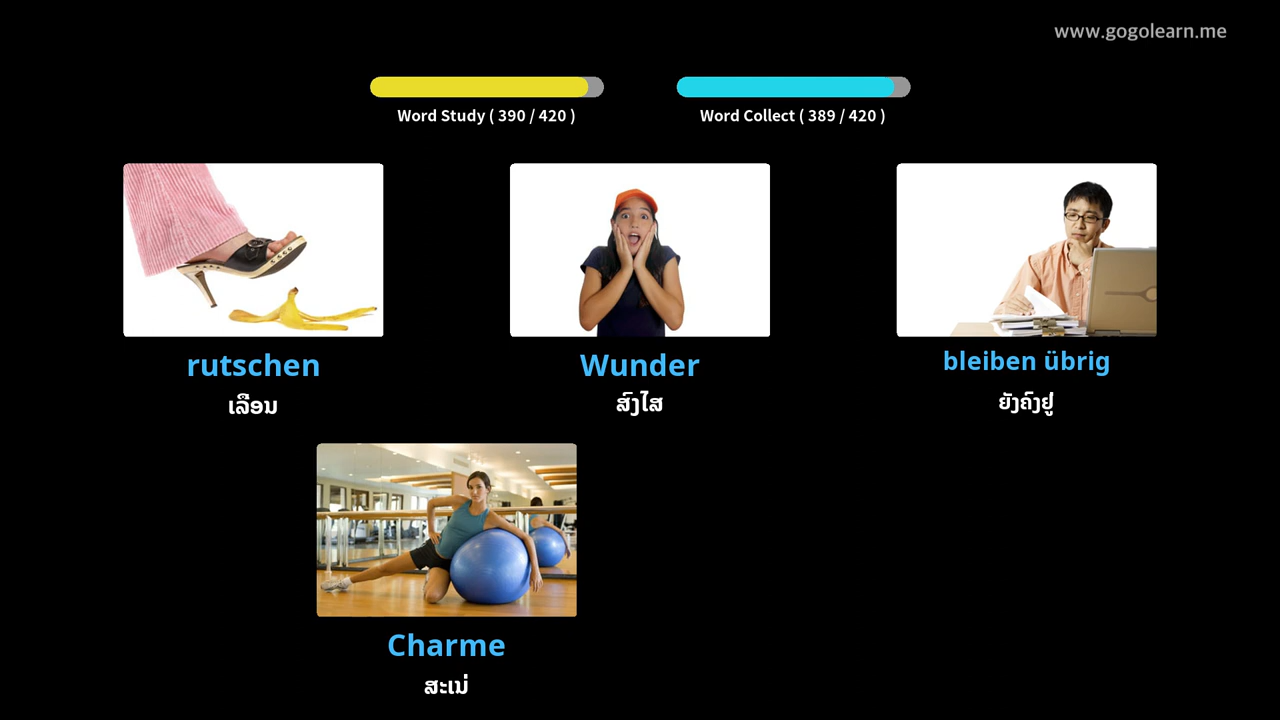 www.gogolearn.me
Word Study ( 390 / 420 )
Word Collect ( 389 / 420 )
rutschen
Wunder
bleiben übrig
ເລືອນ
ສົງໄສ
ຍັງຄົງຢູ່
Charme
ສະເນ່